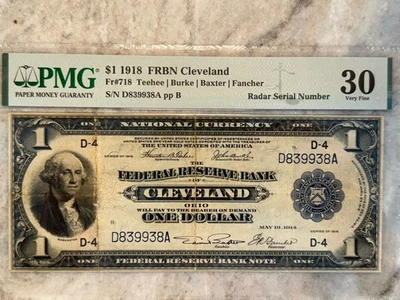 PMG
PAPER MONEY GUARANTY
$1 1918 FRBN Cleveland
Fr#718 Teehee | Burke | Baxter | Fancher
S/N D839938A pp B
Radar Serial Number
30
Very Fine
ONE
NATIONAL CURRENCY
ONE
1
1
D-4
THE UNITED STATES OF AMERICA
D839938A
THE
FEDERAL RESERVE BANK
OF
CLEVELAND
OHIO
WILL PAY TO THE BEARER ON DEMAND
ONE DOLLAR
D-4
D839938A
MAY 18, 1914
D-4
FEDERAL RESERVE BANK NOTE